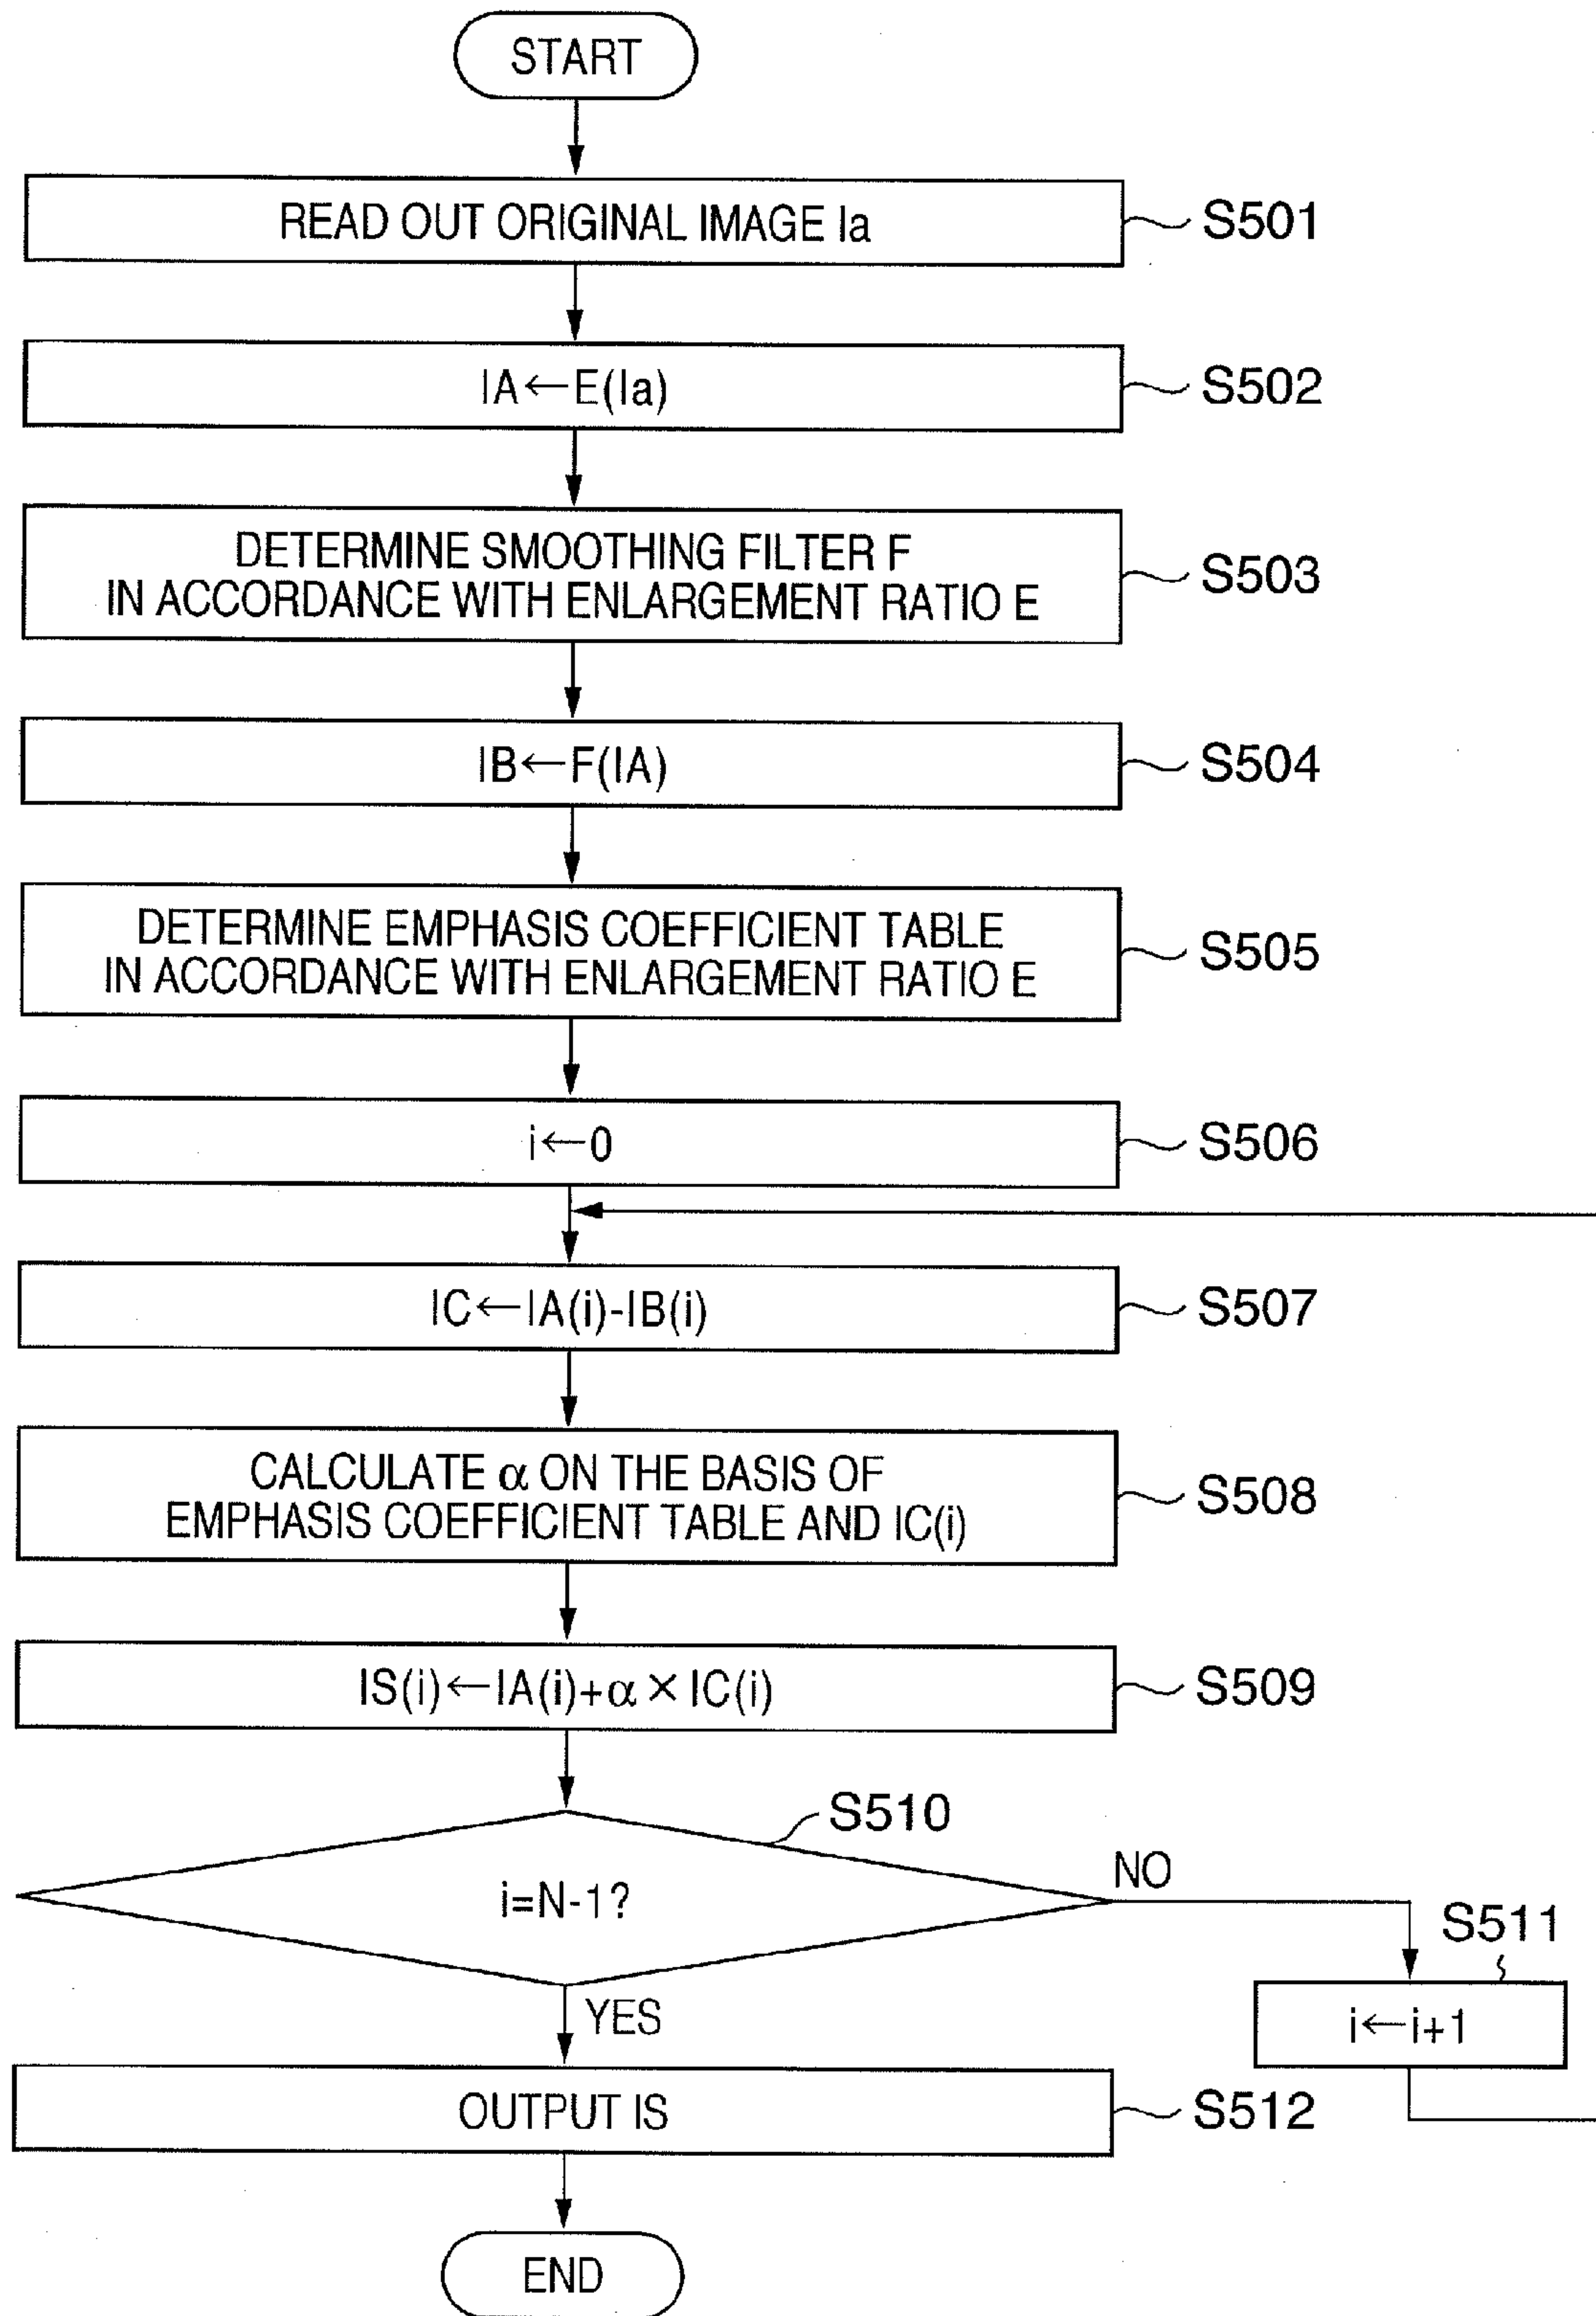 START
READ OUT ORIGINAL IMAGE Ia
S501
IA←E(Ia)
S502
DETERMINE SMOOTHING FILTER F
IN ACCORDANCE WITH ENLARGEMENT RATIO E
S503
IB←F(IA)
S504
DETERMINE EMPHASIS COEFFICIENT TABLE
IN ACCORDANCE WITH ENLARGEMENT RATIO E
S505
i←0
S506
IC←IA(i)-IB(i)
S507
CALCULATE α ON THE BASIS OF
EMPHASIS COEFFICIENT TABLE AND IC(i)
S508
IS(i)←IA(i)+α×IC(i)
S509
S510
i=N-1?
NO
S511
i←i+1
YES
OUTPUT IS
S512
END